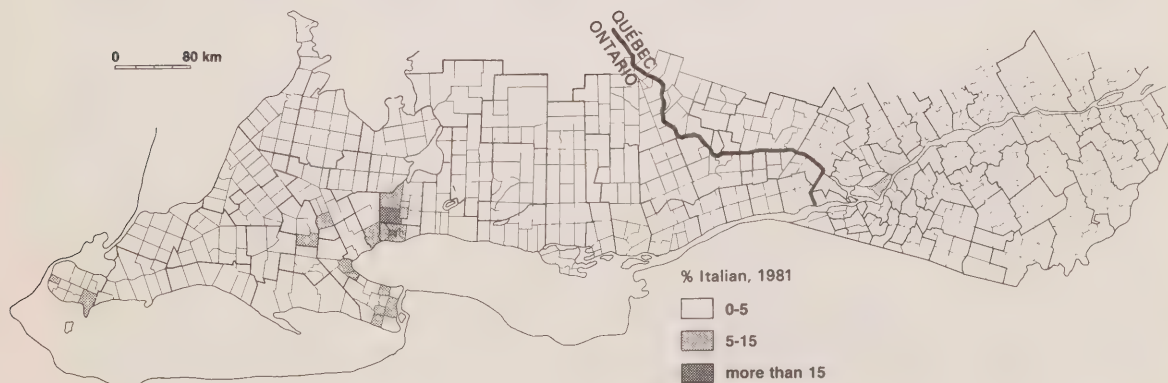 0 80 km
QUÉBEC
ONTARIO
% Italian, 1981
0-5
5-15
more than 15